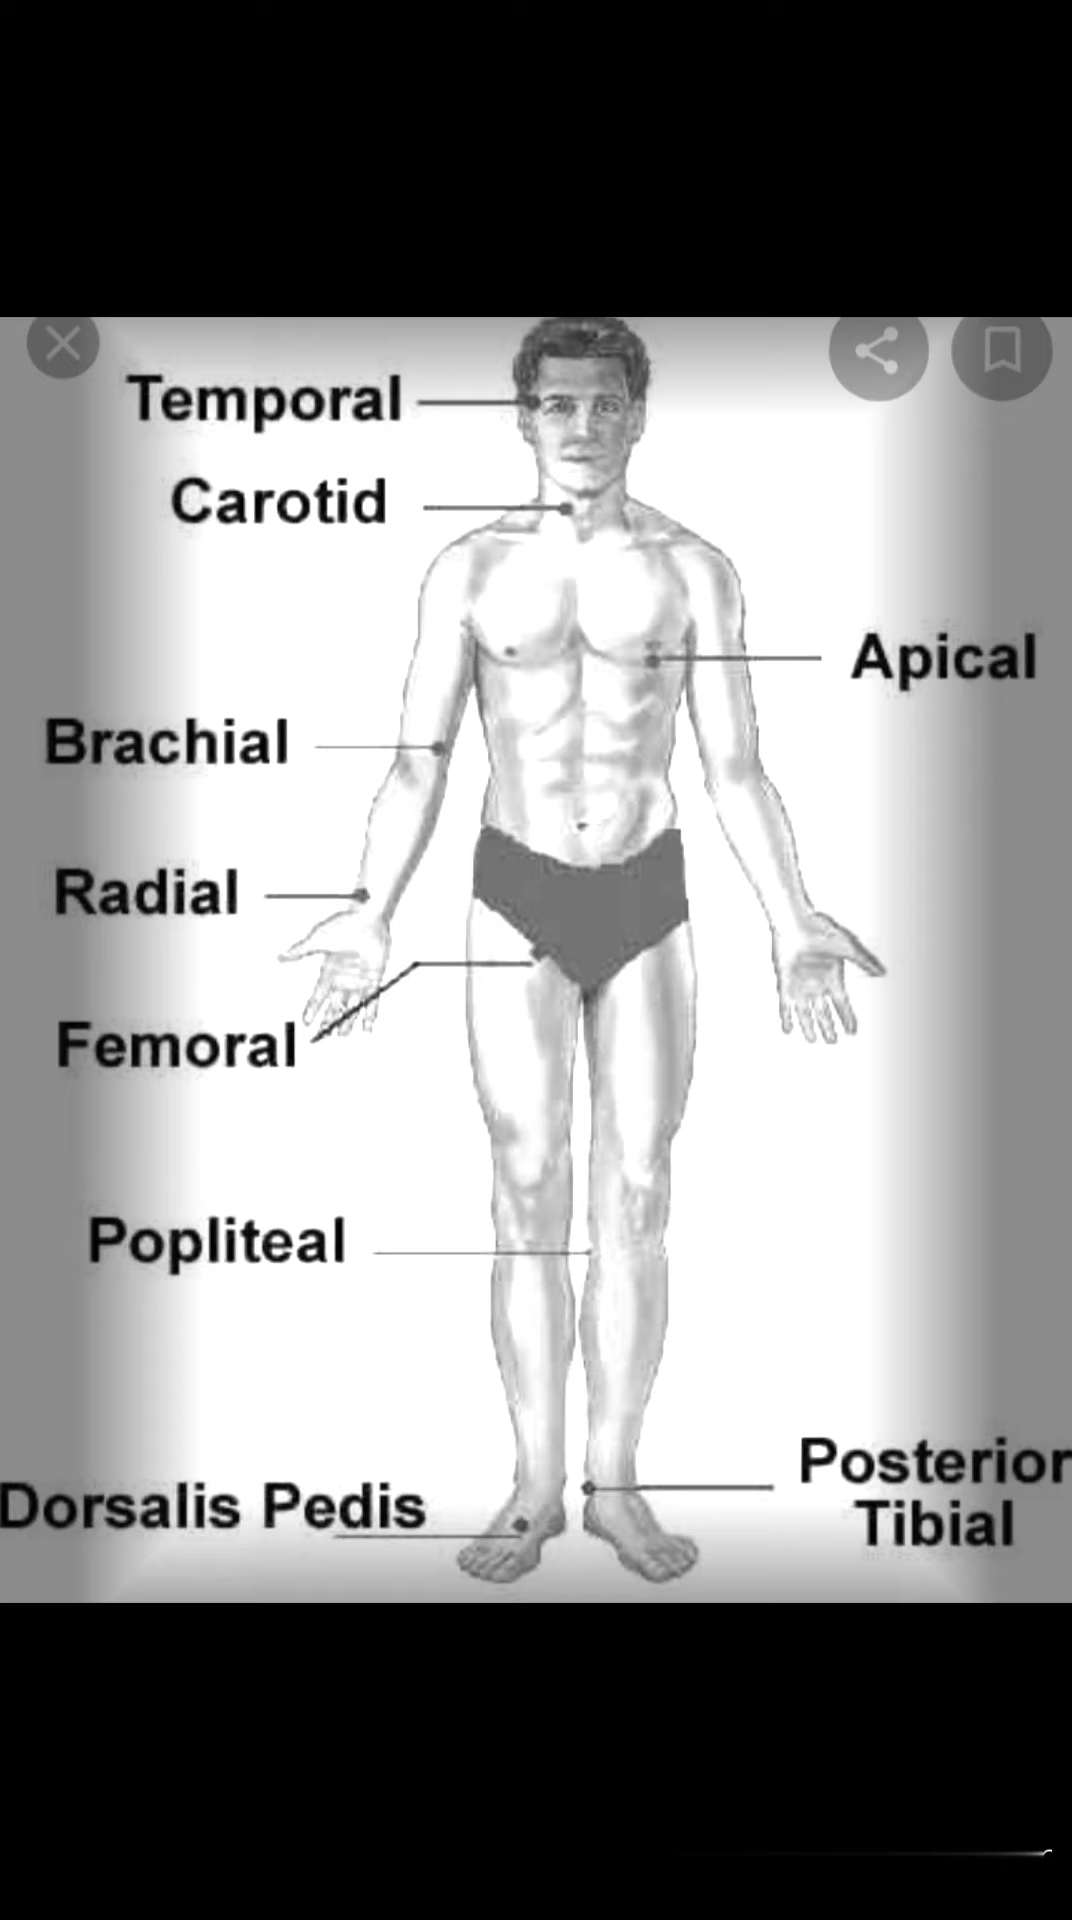 Temporal
Carotid
Apical
Brachial
Radial
Femoral
Popliteal
Posterior
Tibial
Dorsalis Pedis